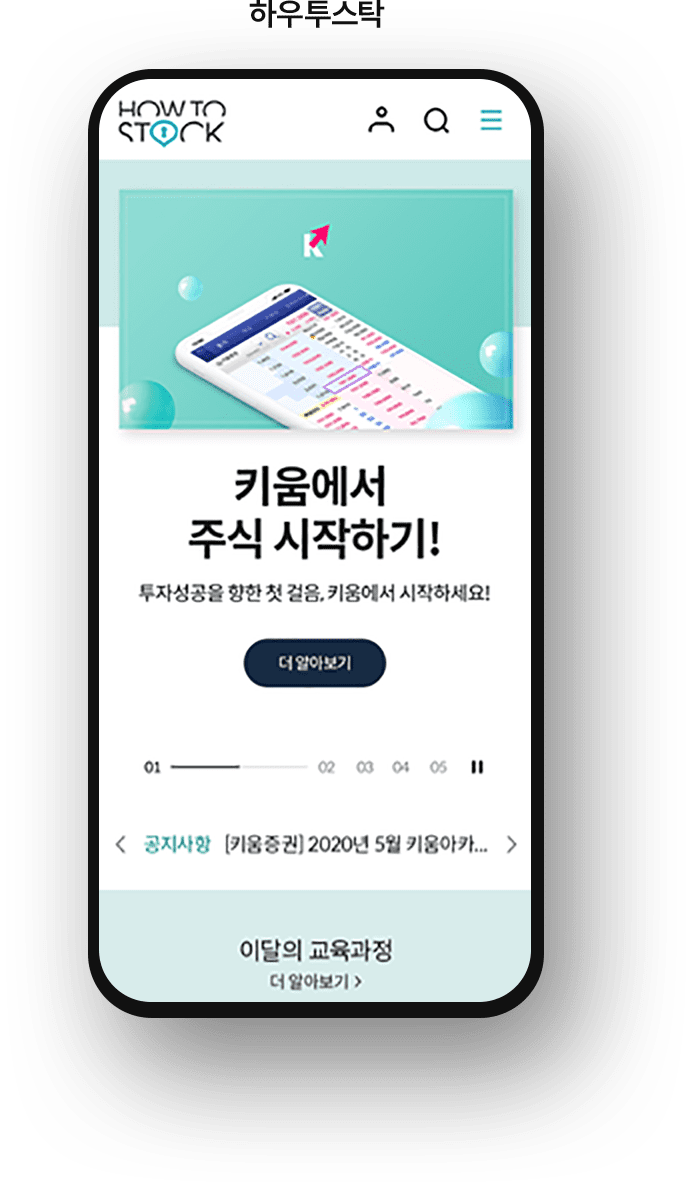 하우투스탁
HOW TO
STOCK
K
키움에서
주식 시작하기!
투자성공을 향한 첫 걸음, 키움에서 시작하세요!
더 알아보기
01 02 03 04 05
공지사항 [키움증권] 2020년 5월 키움아카...
이달의 교육과정
더 알아보기 >